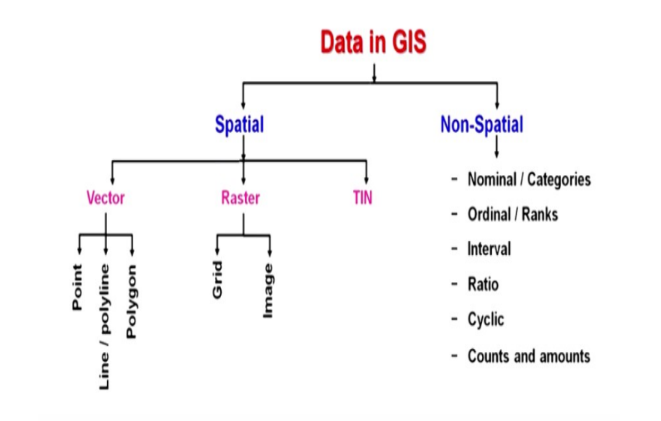 Data in GIS
Spatial
Non-Spatial
Vector
Raster
TIN
Point
Line / polyline
Polygon
Grid
Image
- Nominal / Categories
- Ordinal / Ranks
- Interval
- Ratio
- Cyclic
- Counts and amounts